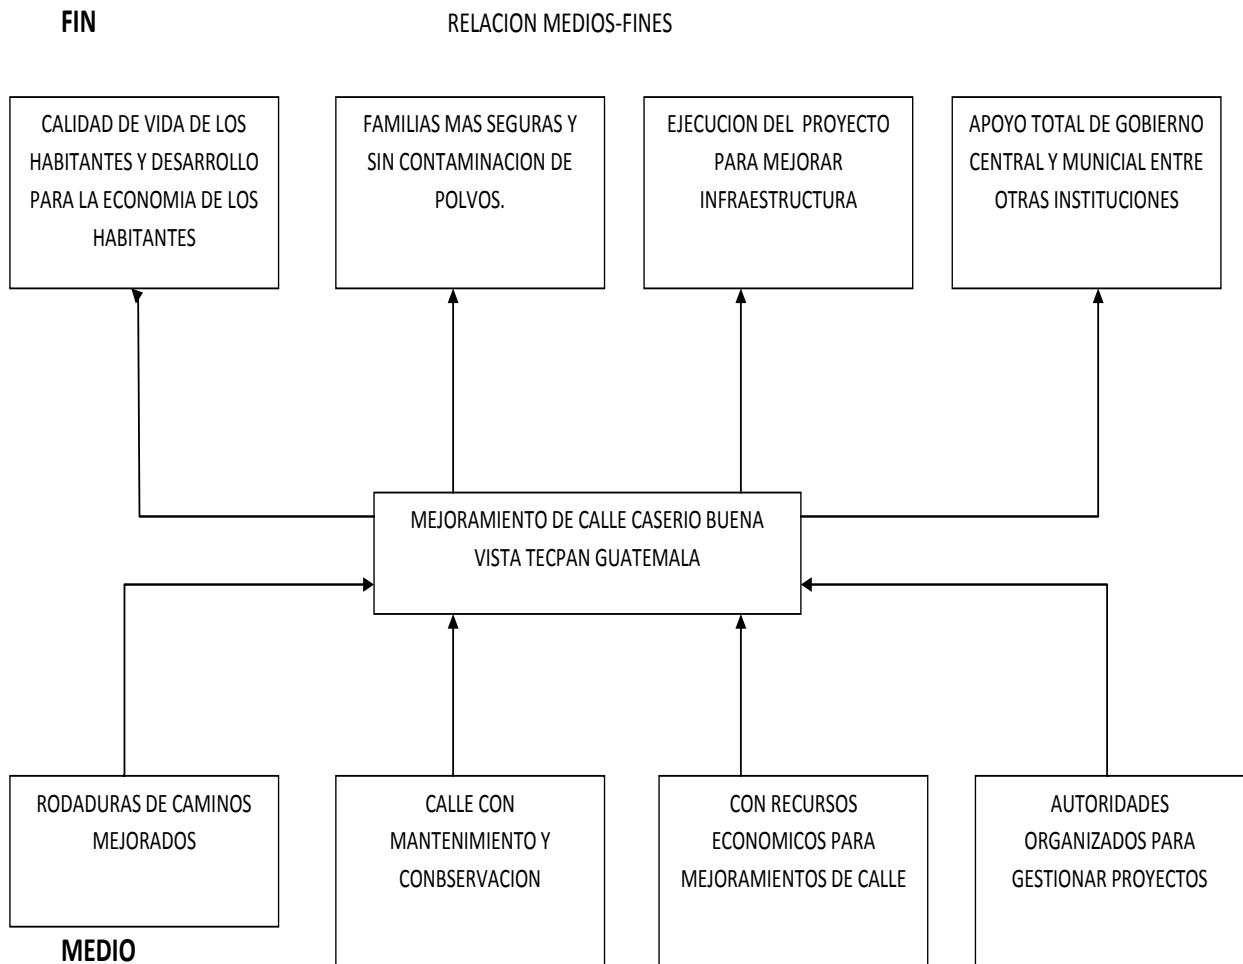 FIN
RELACION MEDIOS-FINES
CALIDAD DE VIDA DE LOS
HABITANTES Y DESARROLLO
PARA LA ECONOMIA DE LOS
HABITANTES
FAMILIAS MAS SEGURAS Y
SIN CONTAMINACION DE
POLVOS.
EJECUCION DEL PROYECTO
PARA MEJORAR
INFRAESTRUCTURA
APOYO TOTAL DE GOBIERNO
CENTRAL Y MUNICIAL ENTRE
OTRAS INSTITUCIONES
MEJORAMIENTO DE CALLE CASERIO BUENA
VISTA TECPAN GUATEMALA
RODADURAS DE CAMINOS
MEJORADOS
CALLE CON
MANTENIMIENTO Y
CONBSERVACION
CON RECURSOS
ECONOMICOS PARA
MEJORAMIENTOS DE CALLE
AUTORIDADES
ORGANIZADOS PARA
GESTIONAR PROYECTOS
MEDIO